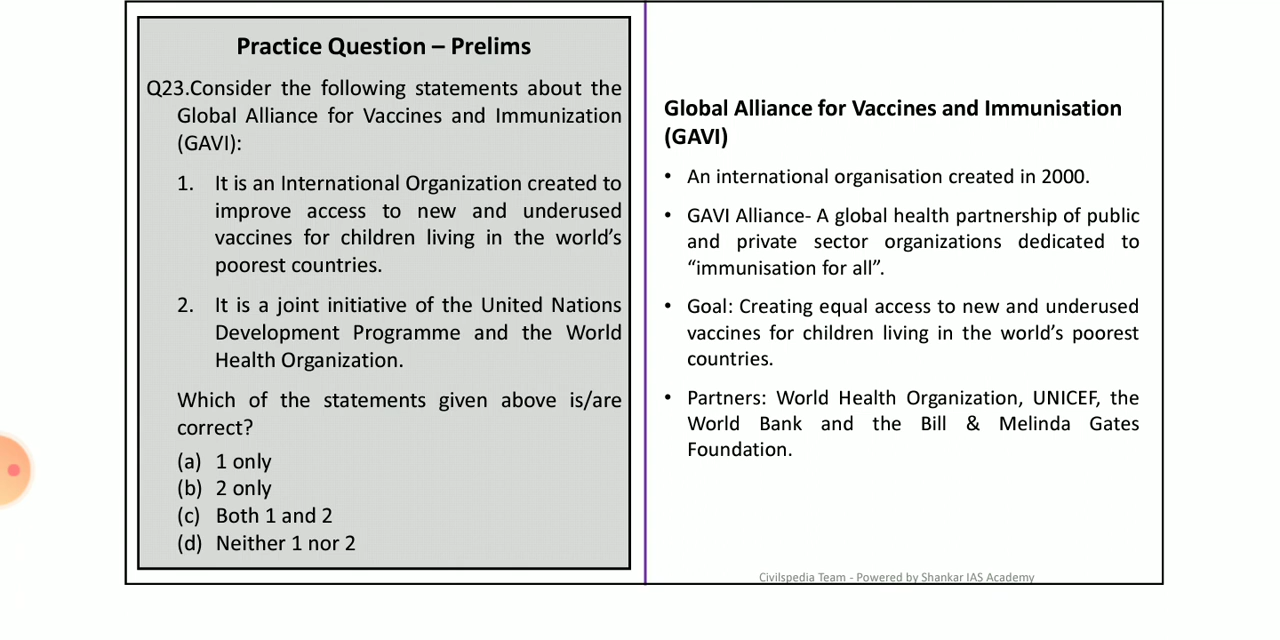 Practice Question – Prelims
Q23.Consider the following statements about the
Global Alliance for Vaccines and Immunization
(GAVI):
1. It is an International Organization created to
improve access to new and underused
vaccines for children living in the world’s
poorest countries.
2. It is a joint initiative of the United Nations
Development Programme and the World
Health Organization.
Which of the statements given above is/are
correct?
(a) 1 only
(b) 2 only
(c) Both 1 and 2
(d) Neither 1 nor 2
Global Alliance for Vaccines and Immunisation
(GAVI)
• An international organisation created in 2000.
• GAVI Alliance- A global health partnership of public
and private sector organizations dedicated to
“immunisation for all”.
• Goal: Creating equal access to new and underused
vaccines for children living in the world’s poorest
countries.
• Partners: World Health Organization, UNICEF, the
World Bank and the Bill & Melinda Gates
Foundation.
Civilspedia Team - Powered by Shankar IAS Academy